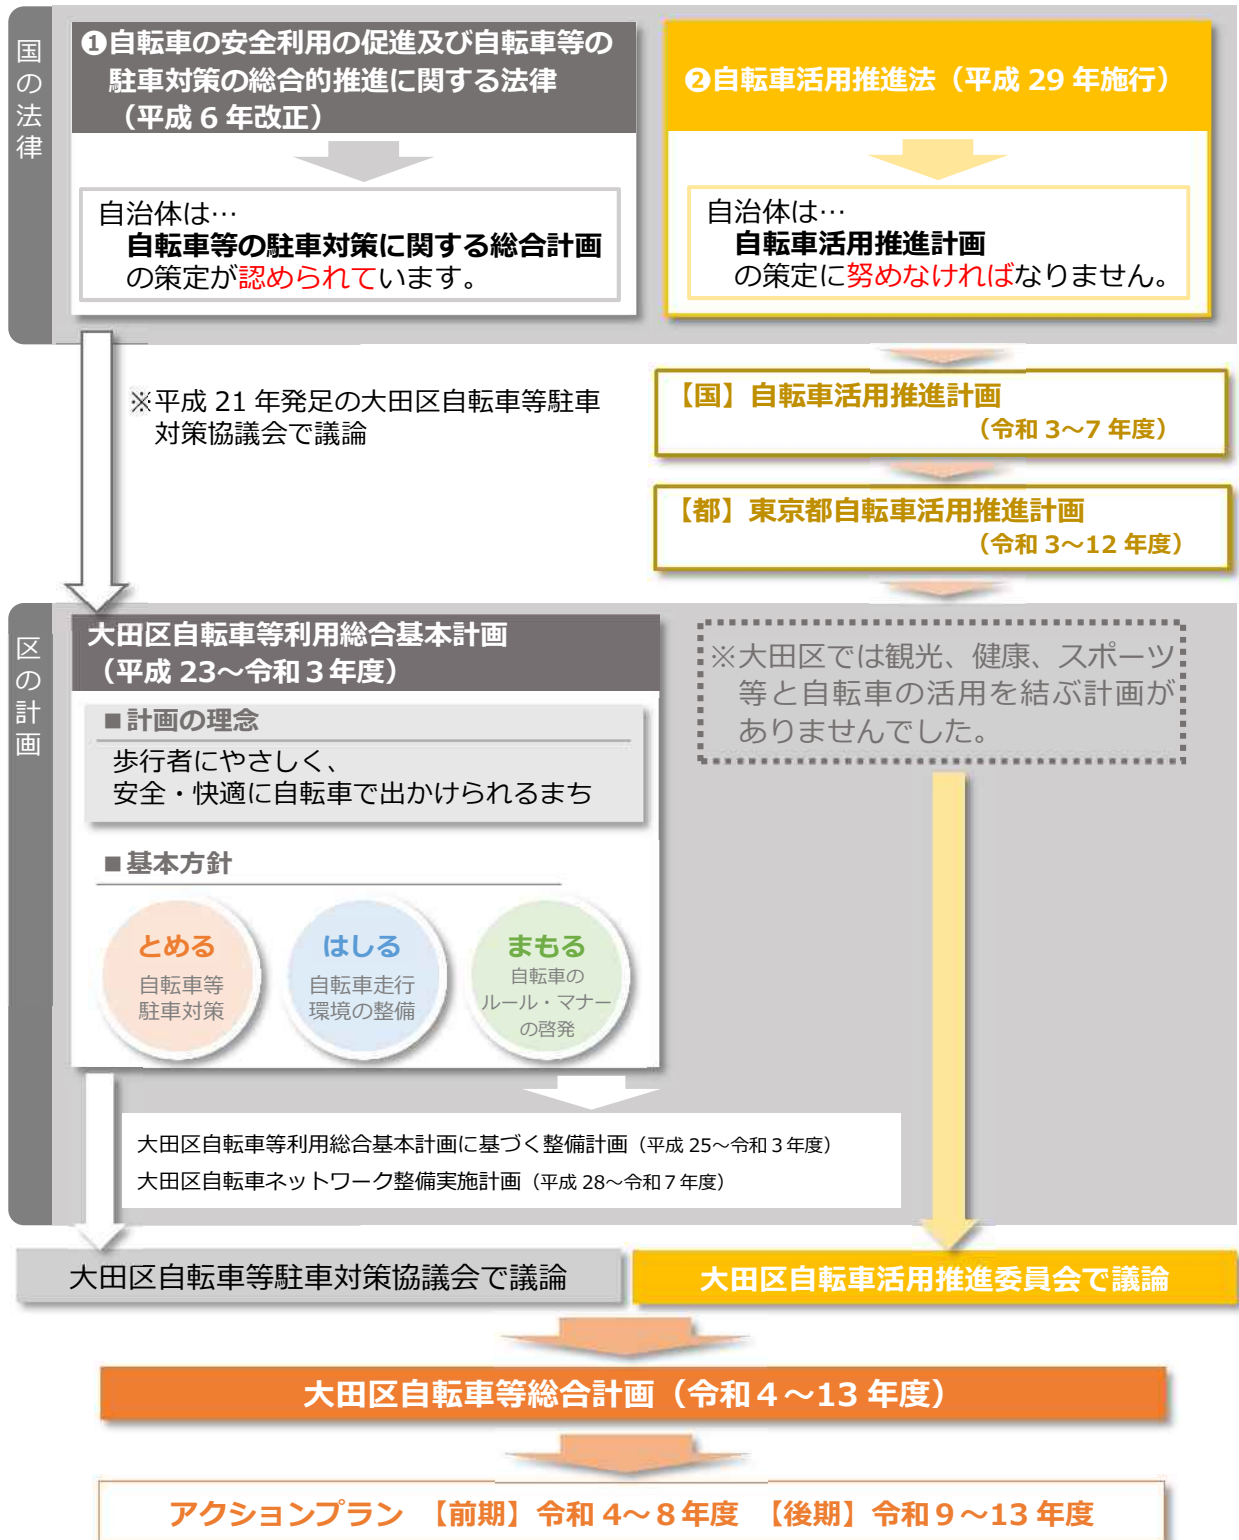 国の法律
❶自転車の安全利用の促進及び自転車等の
駐車対策の総合的推進に関する法律
（平成 6 年改正）
自治体は…
自転車等の駐車対策に関する総合計画
の策定が認められています。
❷自転車活用推進法（平成 29 年施行）
自治体は…
自転車活用推進計画
の策定に努めなければなりません。
※平成 21 年発足の大田区自転車等駐車
対策協議会で議論
【国】自転車活用推進計画
（令和 3～7 年度）
【都】東京都自転車活用推進計画
（令和 3～12 年度）
区の計画
大田区自転車等利用総合基本計画
（平成 23～令和３年度）
■計画の理念
歩行者にやさしく、
安全・快適に自転車で出かけられるまち
■基本方針
とめる
自転車等
駐車対策
はしる
自転車走行
環境の整備
まもる
自転車の
ルール・マナー
の啓発
※大田区では観光、健康、スポーツ
等と自転車の活用を結ぶ計画が
ありませんでした。
大田区自転車等利用総合基本計画に基づく整備計画（平成 25～令和３年度）
大田区自転車ネットワーク整備実施計画（平成 28～令和７年度）
大田区自転車等駐車対策協議会で議論
大田区自転車活用推進委員会で議論
大田区自転車等総合計画（令和４～13 年度）
アクションプラン 【前期】令和 4～８年度 【後期】令和９～13 年度